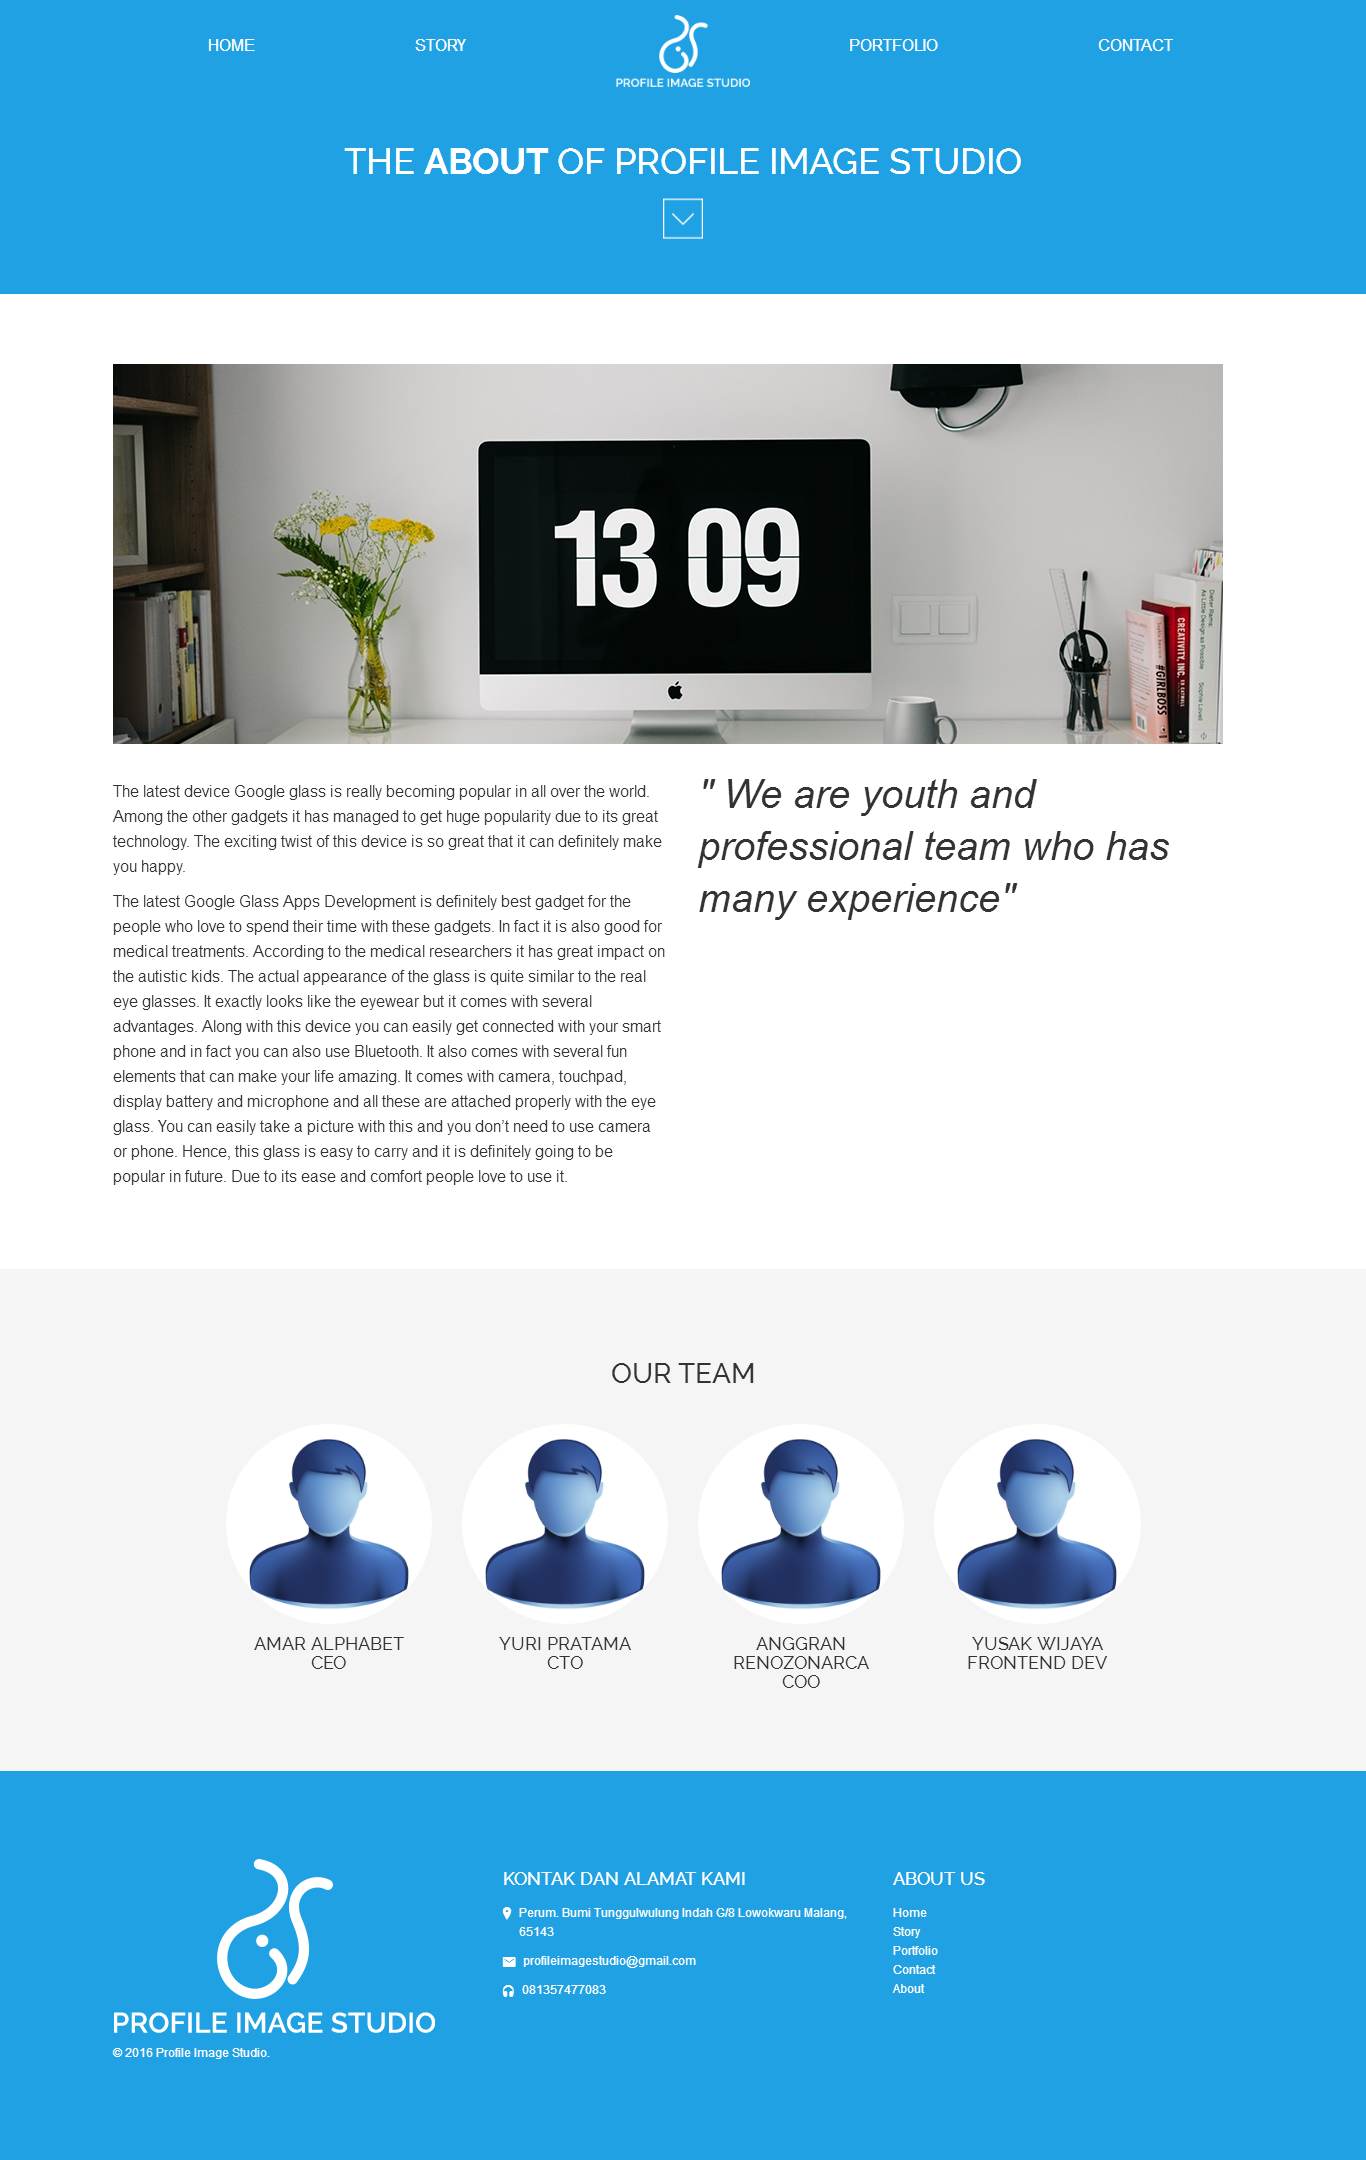 HOME
STORY
PROFILE IMAGE STUDIO
PORTFOLIO
CONTACT
THE ABOUT OF PROFILE IMAGE STUDIO
13 09
#GIRLBOSS
CREATIVITY, INC.
Dieter Rams:
As Little Design as Possible
Sophie Lovell
The latest device Google glass is really becoming popular in all over the world.
Among the other gadgets it has managed to get huge popularity due to its great
technology. The exciting twist of this device is so great that it can definitely make
you happy.
The latest Google Glass Apps Development is definitely best gadget for the
people who love to spend their time with these gadgets. In fact it is also good for
medical treatments. According to the medical researchers it has great impact on
the autistic kids. The actual appearance of the glass is quite similar to the real
eye glasses. It exactly looks like the eyewear but it comes with several
advantages. Along with this device you can easily get connected with your smart
phone and in fact you can also use Bluetooth. It also comes with several fun
elements that can make your life amazing. It comes with camera, touchpad,
display battery and microphone and all these are attached properly with the eye
glass. You can easily take a picture with this and you don’t need to use camera
or phone. Hence, this glass is easy to carry and it is definitely going to be
popular in future. Due to its ease and comfort people love to use it.
" We are youth and
professional team who has
many experience"
OUR TEAM
AMAR ALPHABET
CEO
YURI PRATAMA
CTO
ANGGRAN
RENOZONARCA
COO
YUSAK WIJAYA
FRONTEND DEV
PROFILE IMAGE STUDIO
© 2016 Profile Image Studio.
KONTAK DAN ALAMAT KAMI
Perum. Bumi Tunggulwulung Indah G/8 Lowokwaru Malang,
65143
profileimagestudio@gmail.com
081357477083
ABOUT US
Home
Story
Portfolio
Contact
About